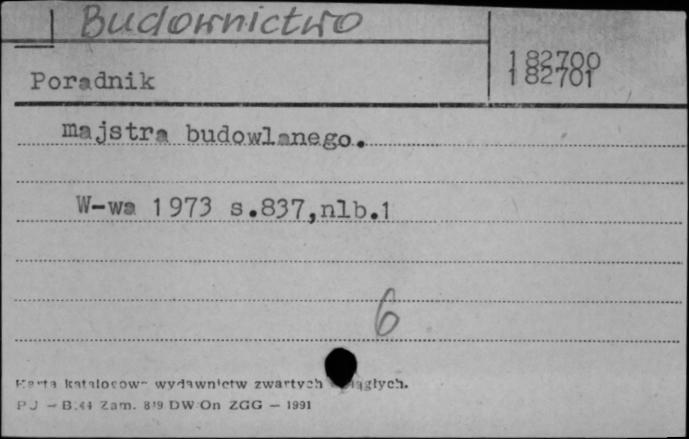 Budownictwo
182700
182701
Poradnik
majstra budowlanego.
W-wa 1973 s.837,nlb.1
6
Karta katalogow- wydawnictw zwartych ciągłych.
PJ — B.44 Zam. 819 DW On ZGG — 1991